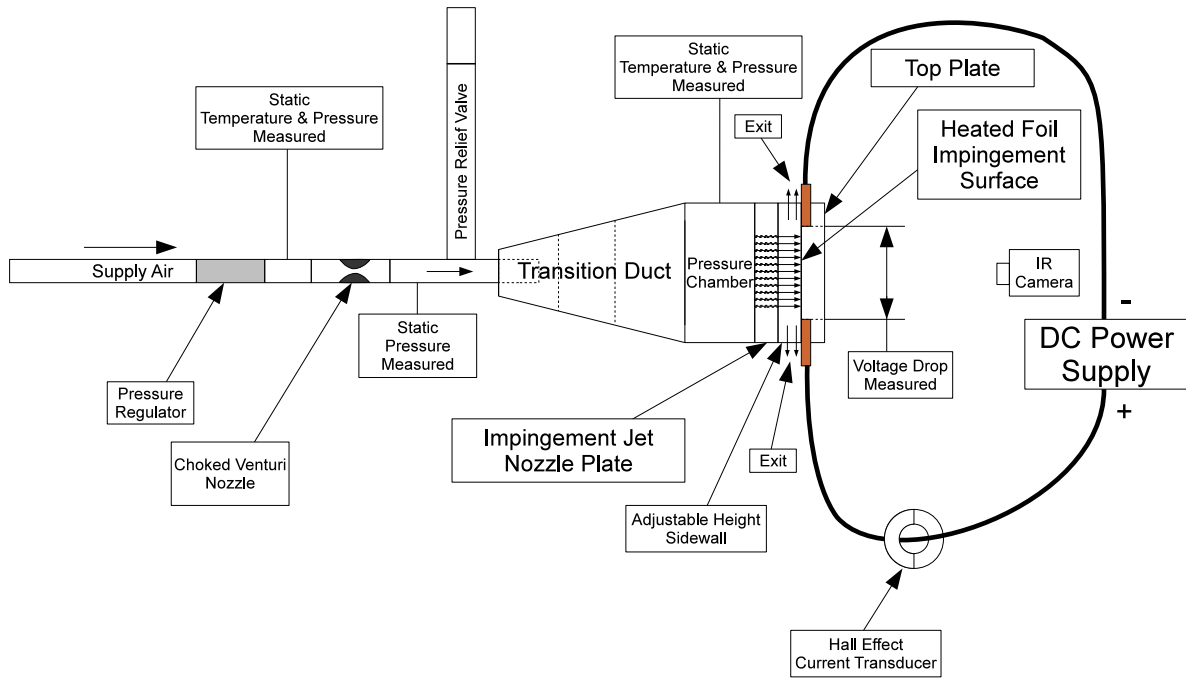 Static
Temperature & Pressure
Measured
Pressure Relief Valve
Static
Temperature & Pressure
Measured
Exit
Top Plate
Heated Foil
Impingement
Surface
Supply Air
Transition Duct
Pressure
Chamber
IR
Camera
-
DC Power
Supply
+
Static
Pressure
Measured
Voltage Drop
Measured
Pressure
Regulator
Choked Venturi
Nozzle
Impingement Jet
Nozzle Plate
Exit
Adjustable Height
Sidewall
Hall Effect
Current Transducer